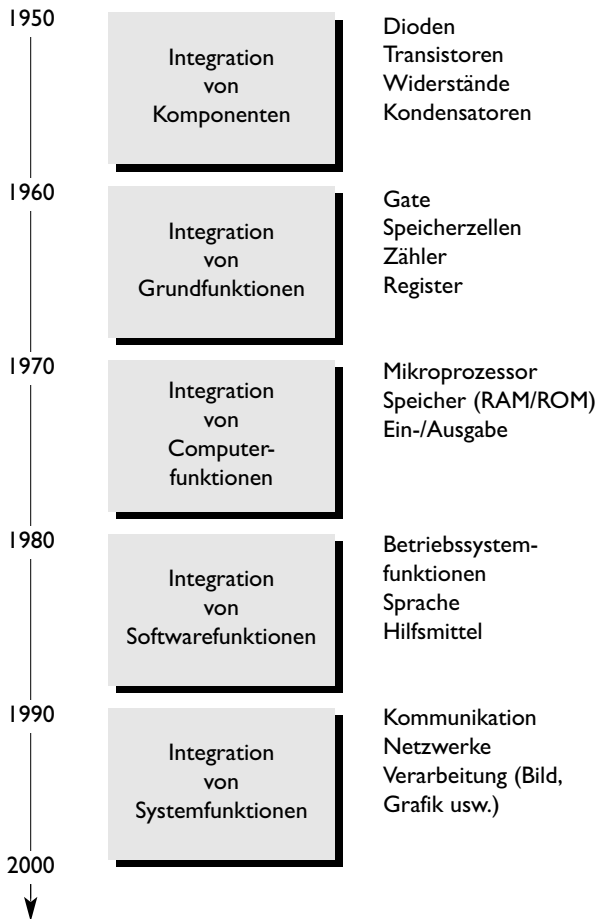 1950
Integration
von
Komponenten
Dioden
Transistoren
Widerstände
Kondensatoren
1960
Integration
von
Grundfunktionen
Gate
Speicherzellen
Zähler
Register
1970
Integration
von
Computer-
funktionen
Mikroprozessor
Speicher (RAM/ROM)
Ein-/Ausgabe
1980
Integration
von
Softwarefunktionen
Betriebssystem-
funktionen
Sprache
Hilfsmittel
1990
Integration
von
Systemfunktionen
Kommunikation
Netzwerke
Verarbeitung (Bild,
Grafik usw.)
2000